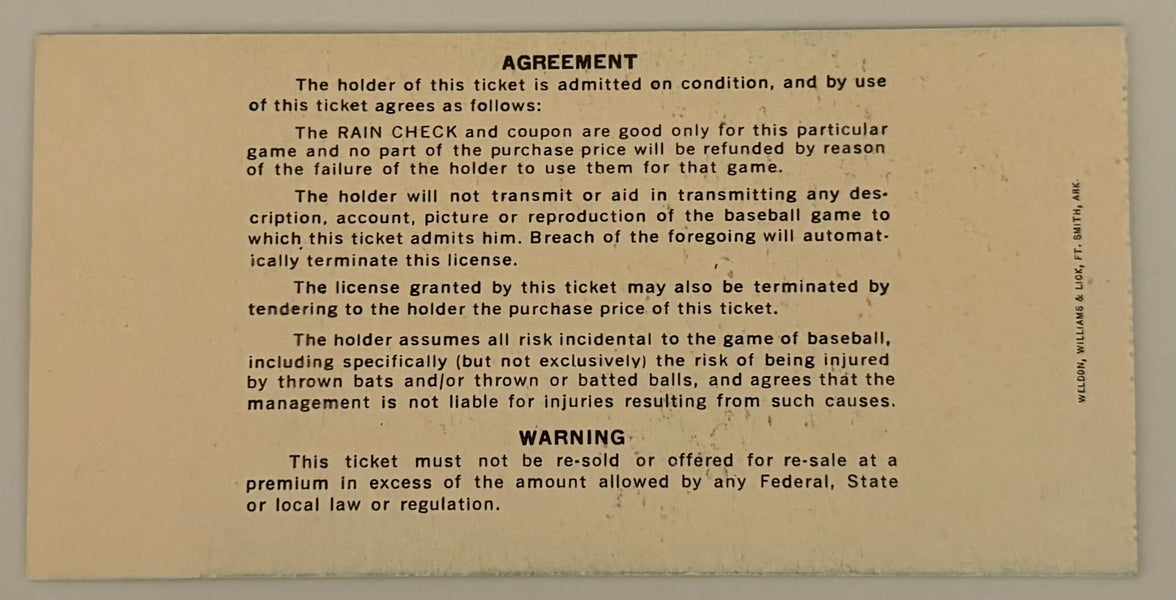 AGREEMENT
The holder of this ticket is admitted on condition, and by use
of this ticket agrees as follows:
The RAIN CHECK and coupon are good only for this particular
game and no part of the purchase price will be refunded by reason
of the failure of the holder to use them for that game.
The holder will not transmit or aid in transmitting any des-
cription, account, picture or reproduction of the baseball game to
which this ticket admits him. Breach of the foregoing will automat-
ically terminate this license.
The license granted by this ticket may also be terminated by
tendering to the holder the purchase price of this ticket.
The holder assumes all risk incidental to the game of baseball,
including specifically (but not exclusively) the risk of being injured
by thrown bats and/or thrown or batted balls, and agrees that the
management is not liable for injuries resulting from such causes.
WARNING
This ticket must not be re-sold or offered for re-sale at a
premium in excess of the amount allowed by any Federal, State
or local law or regulation.
WELDON, WILLIAMS & LICK, FT. SMITH, ARK.